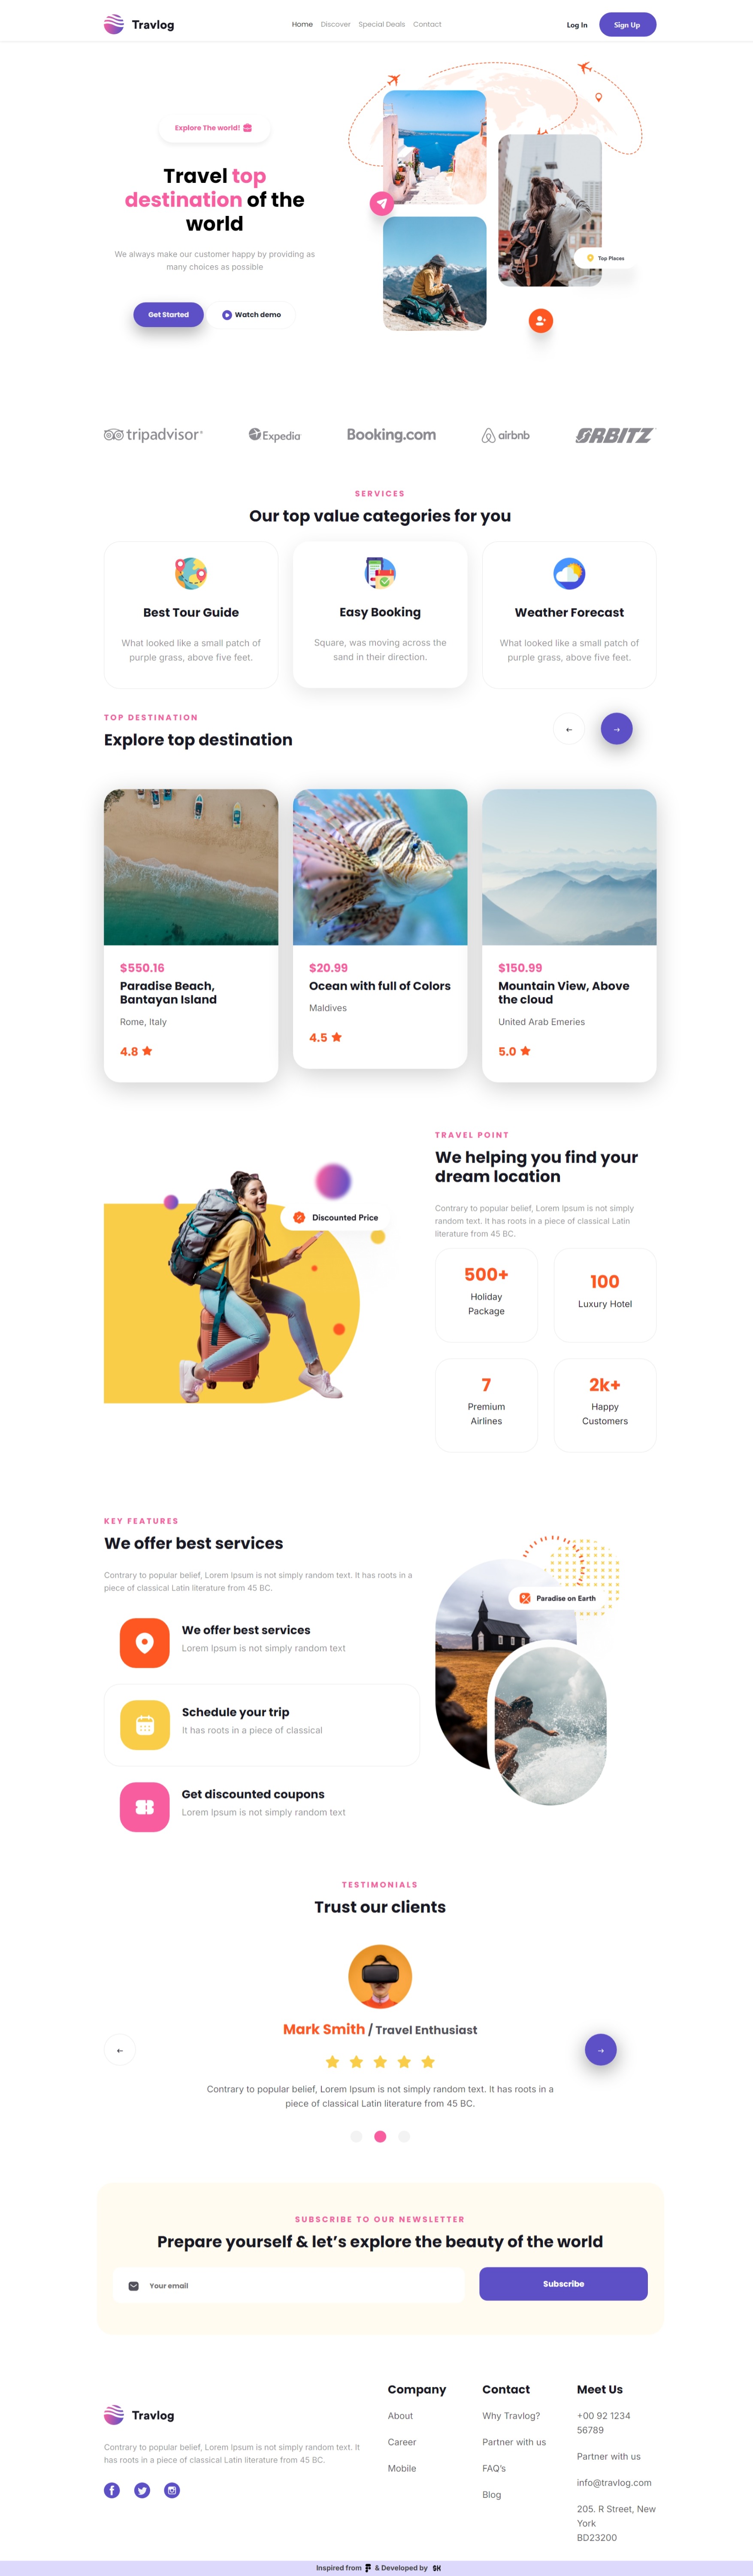 Travlog
Home Discover Special Deals Contact
Log In
Sign Up
Explore The world!
Travel top
destination of the
world
We always make our customer happy by providing as
many choices as possible
Get Started
Watch demo
Top Places
tripadvisor®
Expedia
Booking.com
airbnb
ORBITZ
SERVICES
Our top value categories for you
Best Tour Guide
What looked like a small patch of
purple grass, above five feet.
Easy Booking
Square, was moving across the
sand in their direction.
Weather Forecast
What looked like a small patch of
purple grass, above five feet.
TOP DESTINATION
Explore top destination
←
→
$550.16
Paradise Beach,
Bantayan Island
Rome, Italy
4.8
$20.99
Ocean with full of Colors
Maldives
4.5
$150.99
Mountain View, Above
the cloud
United Arab Emeries
5.0
Discounted Price
TRAVEL POINT
We helping you find your
dream location
Contrary to popular belief, Lorem Ipsum is not simply
random text. It has roots in a piece of classical Latin
literature from 45 BC.
500+
Holiday
Package
100
Luxury Hotel
7
Premium
Airlines
2k+
Happy
Customers
KEY FEATURES
We offer best services
Contrary to popular belief, Lorem Ipsum is not simply random text. It has roots in a
piece of classical Latin literature from 45 BC.
We offer best services
Lorem Ipsum is not simply random text
Schedule your trip
It has roots in a piece of classical
Get discounted coupons
Lorem Ipsum is not simply random text
Paradise on Earth
TESTIMONIALS
Trust our clients
Mark Smith / Travel Enthusiast
←
→
Contrary to popular belief, Lorem Ipsum is not simply random text. It has roots in a
piece of classical Latin literature from 45 BC.
SUBSCRIBE TO OUR NEWSLETTER
Prepare yourself & let’s explore the beauty of the world
Your email
Subscribe
Travlog
Contrary to popular belief, Lorem Ipsum is not simply random text. It
has roots in a piece of classical Latin literature from 45 BC.
Company
About
Career
Mobile
Contact
Why Travlog?
Partner with us
FAQ’s
Blog
Meet Us
+00 92 1234
56789
Partner with us
info@travlog.com
205. R Street, New
York
BD23200
Inspired from & Developed by SK